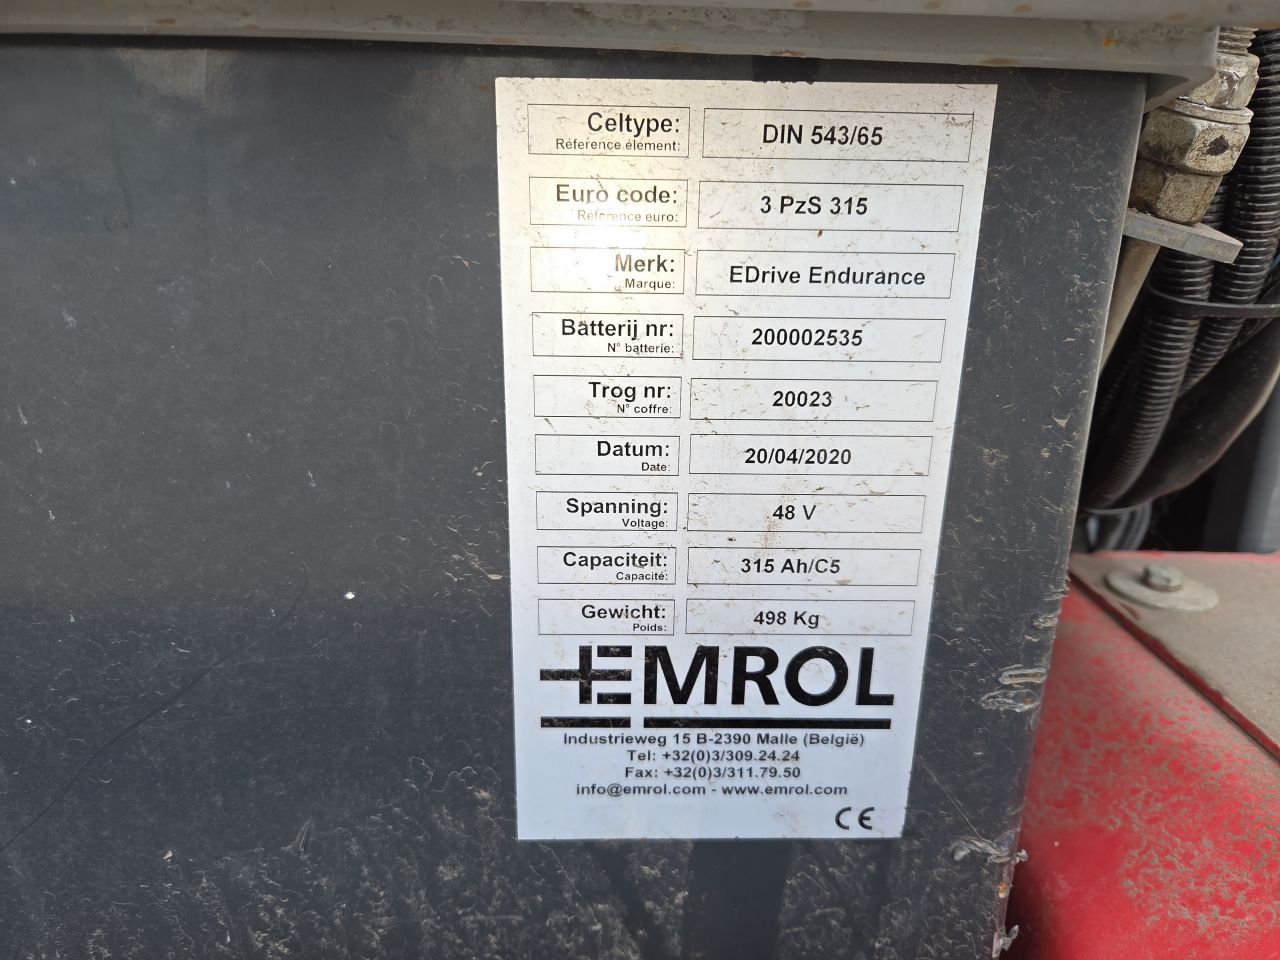 Celtype: DIN 543/65
Réference élement:
Euro code: 3 PzS 315
Réference euro:
Merk: EDrive Endurance
Marque:
Batterij nr: 200002535
N° batterie:
Trog nr: 20023
N° coffre:
Datum: 20/04/2020
Date:
Spanning: 48 V
Voltage:
Capaciteit: 315 Ah/C5
Capacité:
Gewicht: 498 Kg
Poids:
EMROL
Industrieweg 15 B-2390 Malle (België)
Tel: +32(0)3/309.24.24
Fax: +32(0)3/311.79.50
info@emrol.com - www.emrol.com
CE